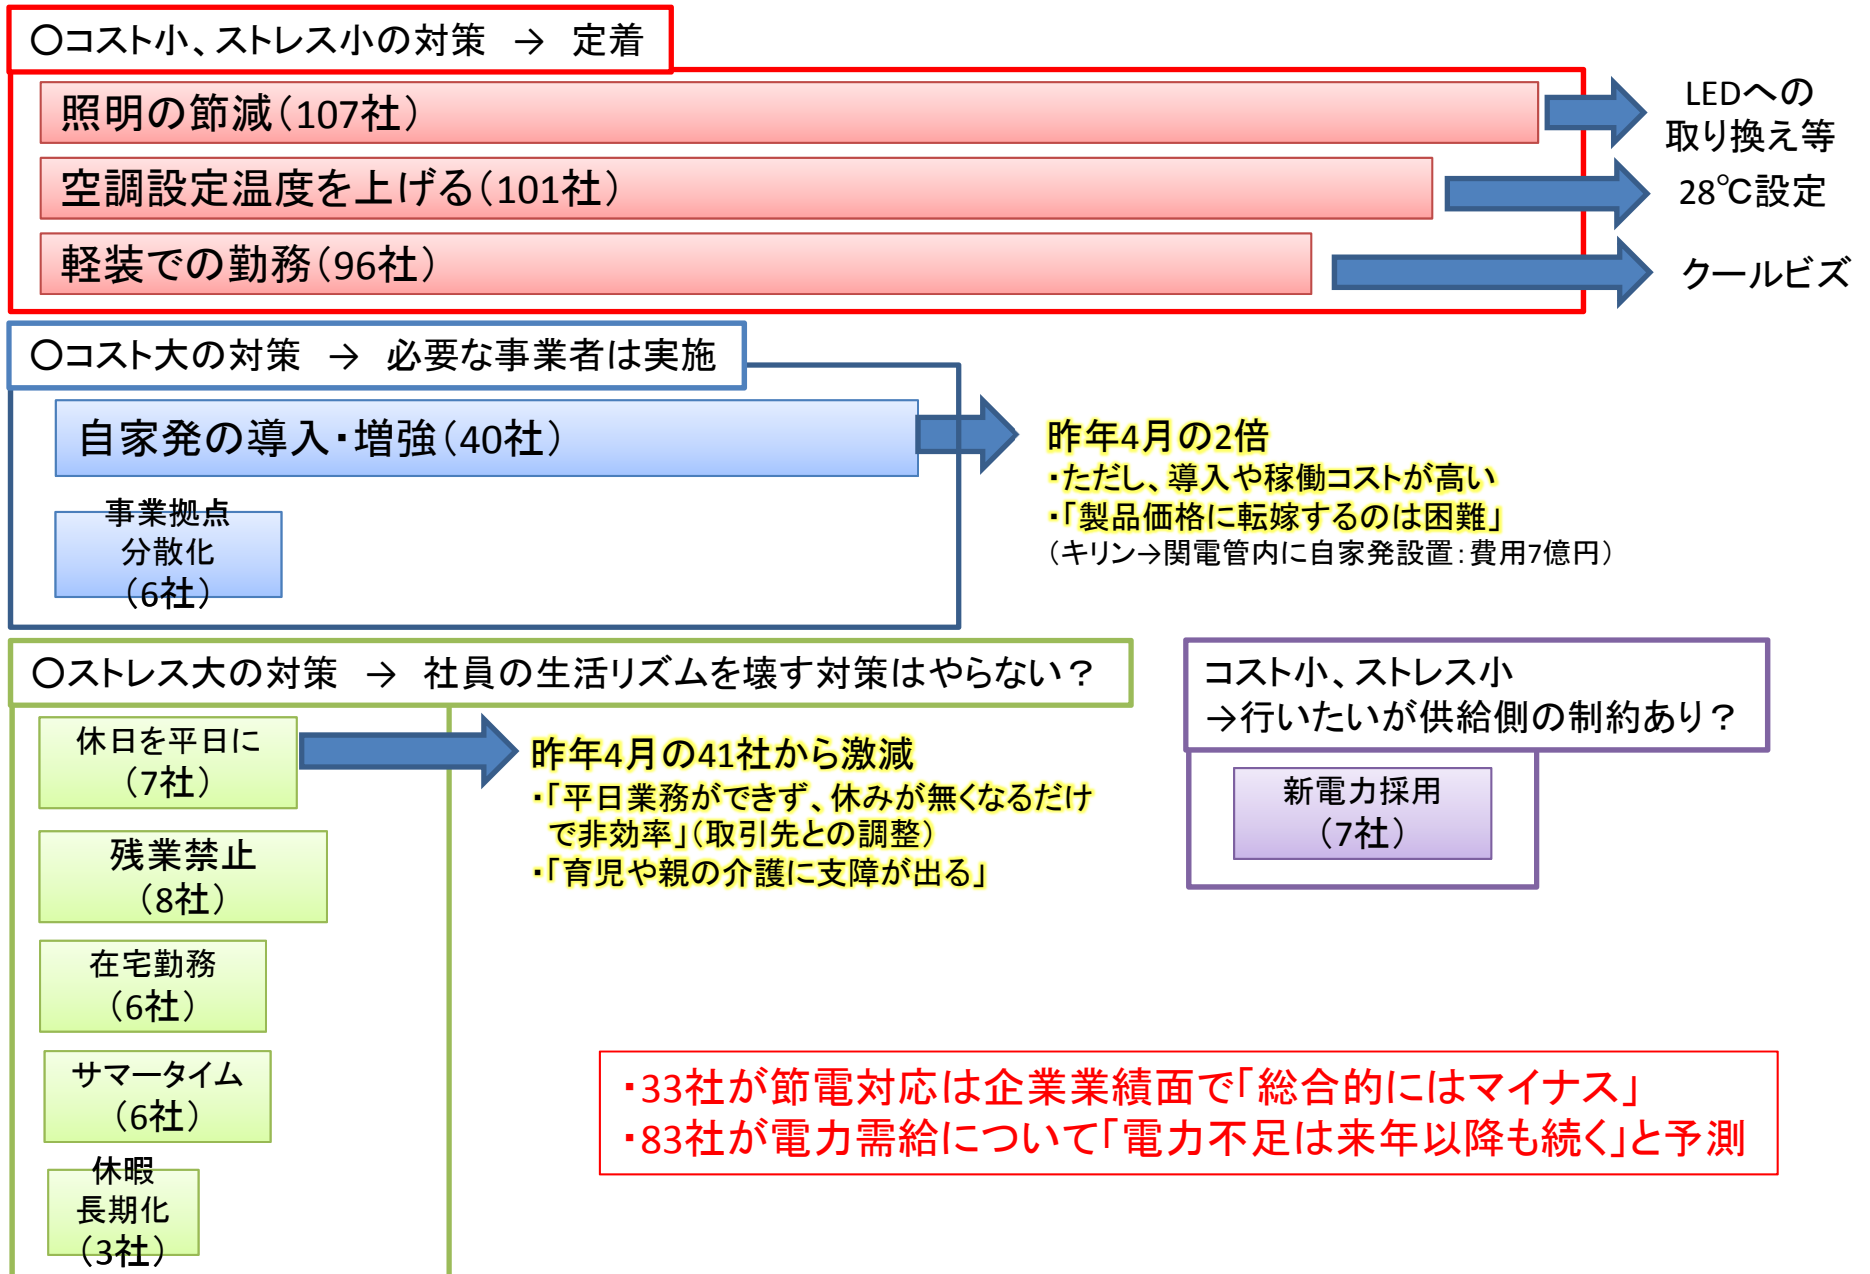 ○コスト小、ストレス小の対策 → 定着
照明の節減（107社）
LEDへの
取り換え等
空調設定温度を上げる（101社）
28℃設定
軽装での勤務（96社）
クールビズ
○コスト大の対策 → 必要な事業者は実施
自家発の導入・増強（40社）
昨年4月の2倍
・ただし、導入や稼働コストが高い
・「製品価格に転嫁するのは困難」
（キリン→関電管内に自家発設置：費用7億円）
事業拠点
分散化
（6社）
○ストレス大の対策 → 社員の生活リズムを壊す対策はやらない？
休日を平日に
（7社）
昨年4月の41社から激減
・「平日業務ができず、休みが無くなるだけ
で非効率」（取引先との調整）
・「育児や親の介護に支障が出る」
残業禁止
（8社）
在宅勤務
（6社）
サマータイム
（6社）
休暇
長期化
（3社）
コスト小、ストレス小
→行いたいが供給側の制約あり？
新電力採用
（7社）
・33社が節電対応は企業業績面で「総合的にはマイナス」
・83社が電力需給について「電力不足は来年以降も続く」と予測